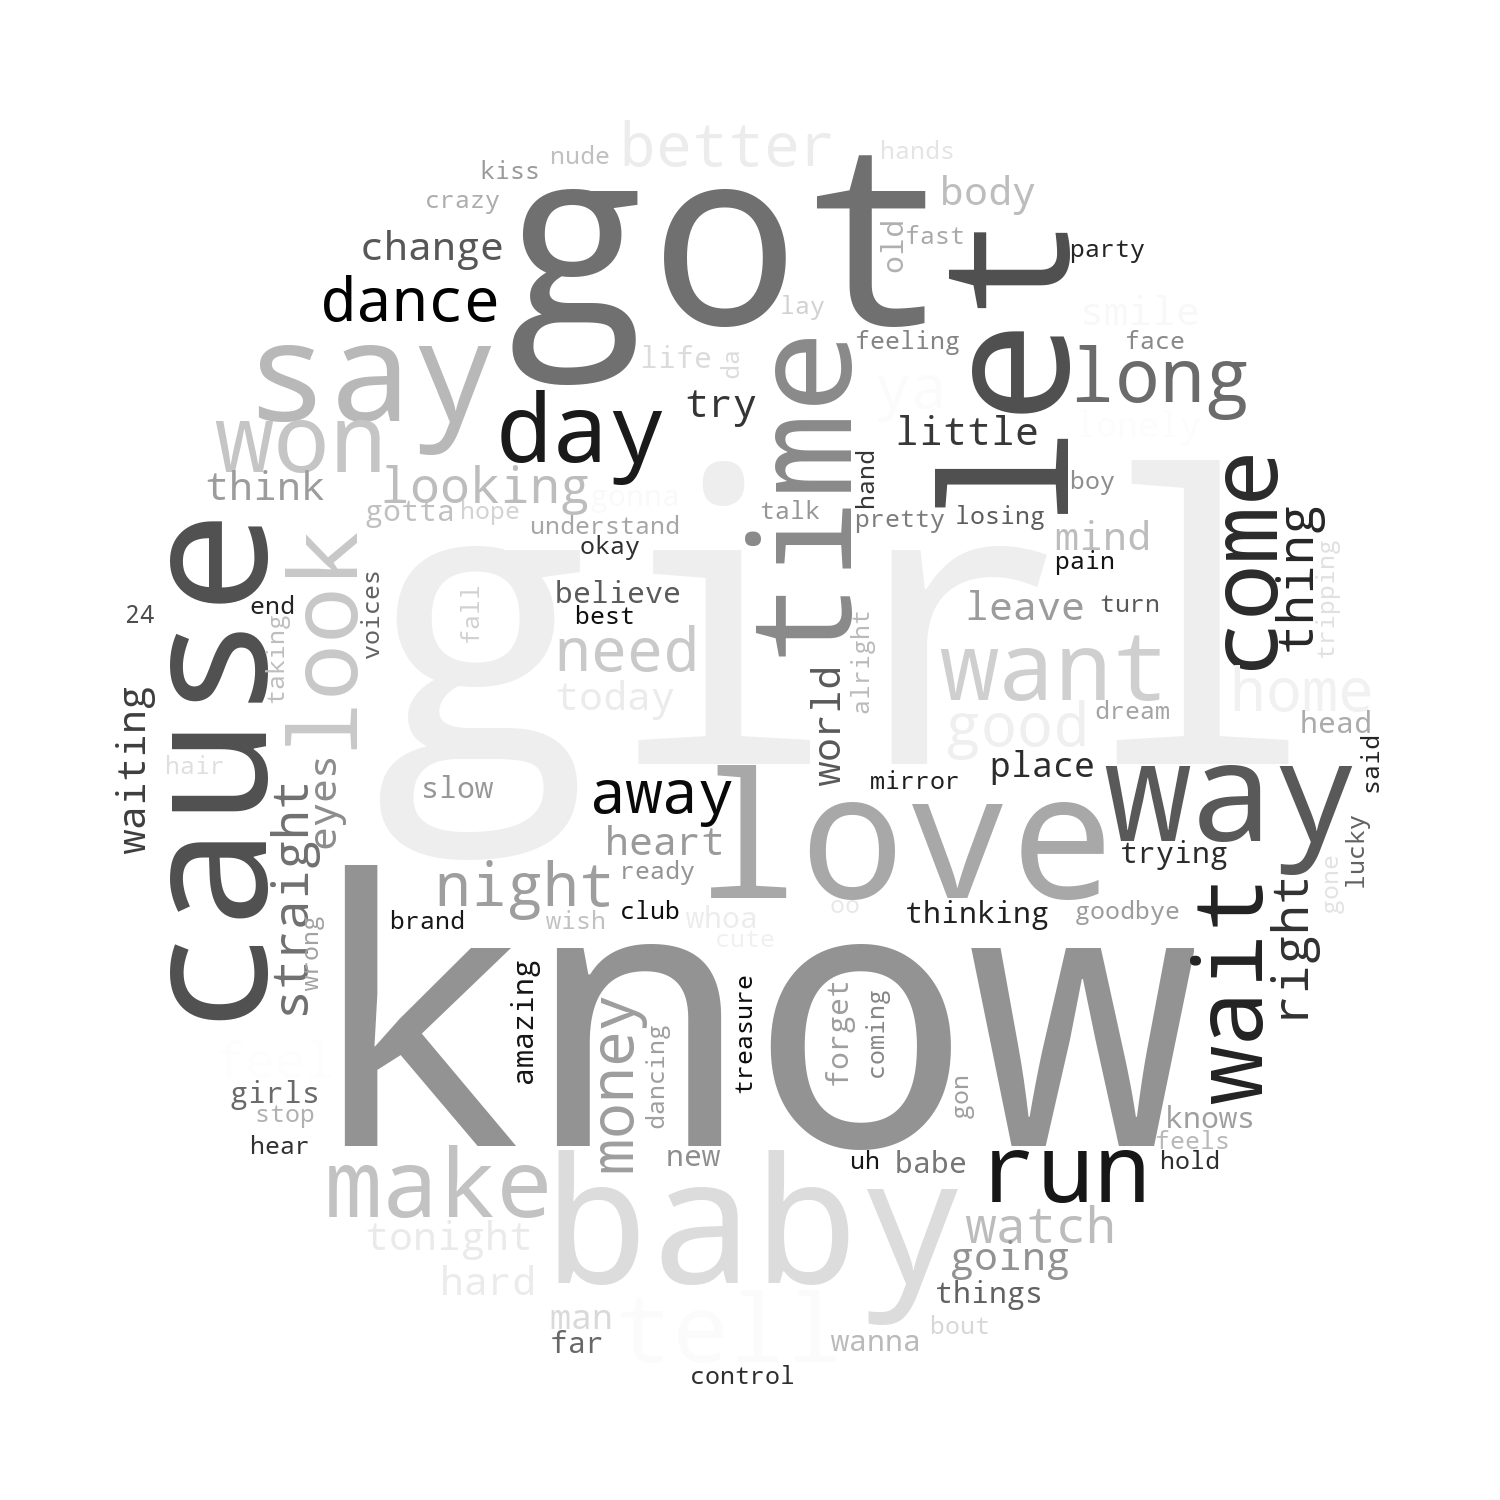 better
hands
nude
kiss
crazy
body
got
change
old
fast
party
let
dance
lay
smile
say
time
feeling
face
life
da
long
try
ya
day
little
lonely
won
come
hand
think
looking
gonna
boy
gotta
hope
talk
pretty
losing
thing
understand
mind
cause
look
okay
girl
pain
tripping
voices
believe
24
end
fall
best
leave
turn
taking
need
alright
want
today
world
home
waiting
good
dream
head
hair
eyes
slow
away
love
mirror
place
way
said
straight
heart
trying
lucky
night
ready
wait
right
gone
brand
wish
club
whoa
oo
thinking
goodbye
wrong
cute
know
amazing
money
treasure
forget
coming
feel
dancing
girls
gon
stop
knows
hear
feels
make
baby
new
uh
babe
run
hold
tonight
watch
going
hard
things
man
tell
bout
far
wanna
control